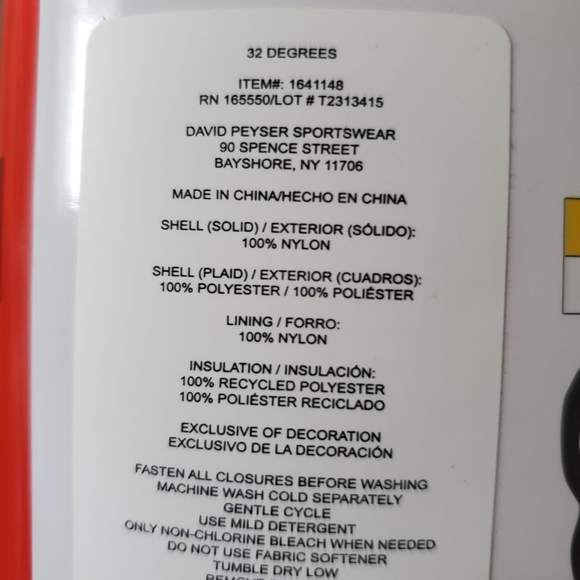 32 DEGREES
ITEM#: 1641148
RN 165550/LOT # T2313415
DAVID PEYSER SPORTSWEAR
90 SPENCE STREET
BAYSHORE, NY 11706
MADE IN CHINA/HECHO EN CHINA
SHELL (SOLID) / EXTERIOR (SÓLIDO):
100% NYLON
SHELL (PLAID) / EXTERIOR (CUADROS):
100% POLYESTER / 100% POLIÉSTER
LINING / FORRO:
100% NYLON
INSULATION / INSULACIÓN:
100% RECYCLED POLYESTER
100% POLIÉSTER RECICLADO
EXCLUSIVE OF DECORATION
EXCLUSIVO DE LA DECORACIÓN
FASTEN ALL CLOSURES BEFORE WASHING
MACHINE WASH COLD SEPARATELY
GENTLE CYCLE
USE MILD DETERGENT
ONLY NON-CHLORINE BLEACH WHEN NEEDED
DO NOT USE FABRIC SOFTENER
TUMBLE DRY LOW